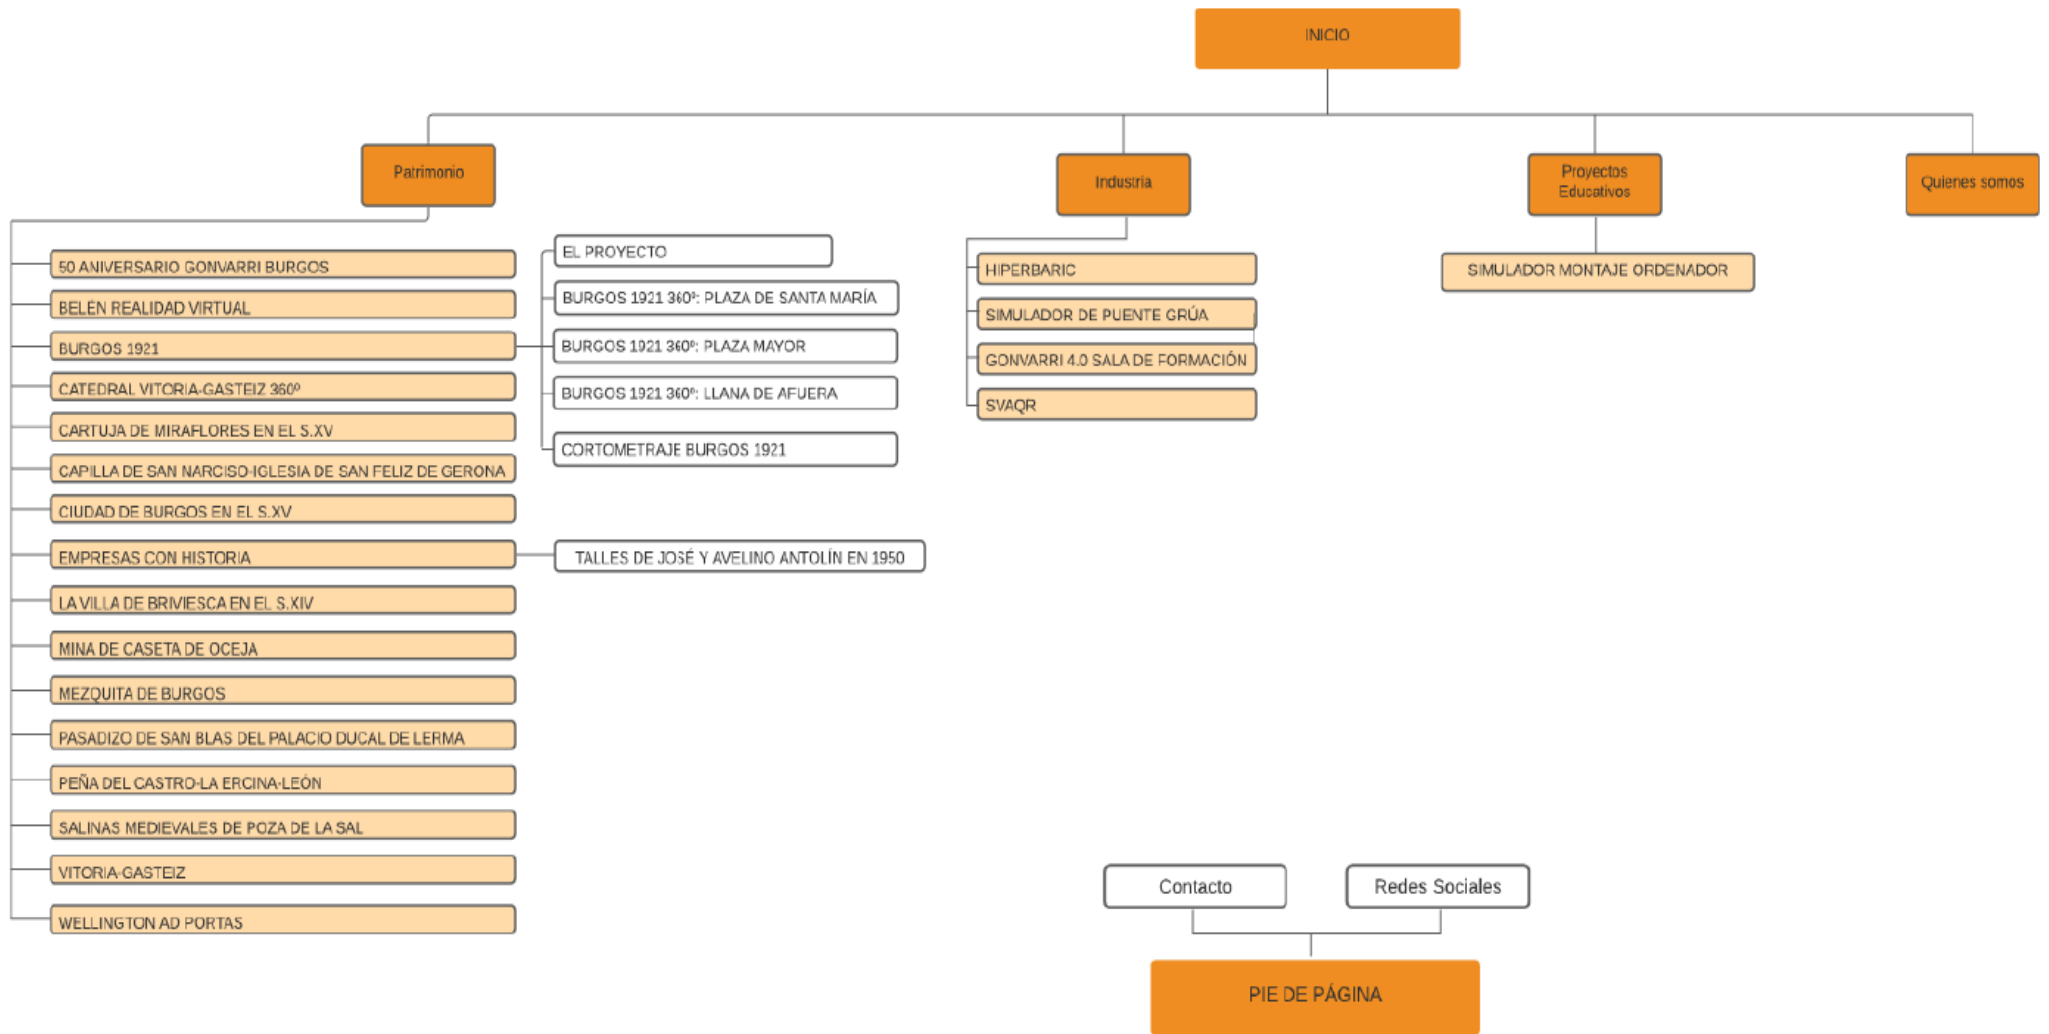 INICIO
Patrimonio
Industria
Proyectos
Educativos
Quienes somos
50 ANIVERSARIO GONVARRI BURGOS
BELÉN REALIDAD VIRTUAL
BURGOS 1921
CATEDRAL VITORIA-GASTEIZ 360º
CARTUJA DE MIRAFLORES EN EL S.XV
CAPILLA DE SAN NARCISO-IGLESIA DE SAN FELIZ DE GERONA
CIUDAD DE BURGOS EN EL S.XV
EMPRESAS CON HISTORIA
LA VILLA DE BRIVIESCA EN EL S.XIV
MINA DE CASETA DE OCEJA
MEZQUITA DE BURGOS
PASADIZO DE SAN BLAS DEL PALACIO DUCAL DE LERMA
PEÑA DEL CASTRO-LA ERCINA-LEÓN
SALINAS MEDIEVALES DE POZA DE LA SAL
VITORIA-GASTEIZ
WELLINGTON AD PORTAS
EL PROYECTO
BURGOS 1921 360º: PLAZA DE SANTA MARÍA
BURGOS 1921 360º: PLAZA MAYOR
BURGOS 1921 360º: LLANA DE AFUERA
CORTOMETRAJE BURGOS 1921
TALLES DE JOSÉ Y AVELINO ANTOLÍN EN 1950
HIPERBARIC
SIMULADOR DE PUENTE GRÚA
GONVARRI 4.0 SALA DE FORMACIÓN
SVAQR
SIMULADOR MONTAJE ORDENADOR
Contacto
Redes Sociales
PIE DE PÁGINA